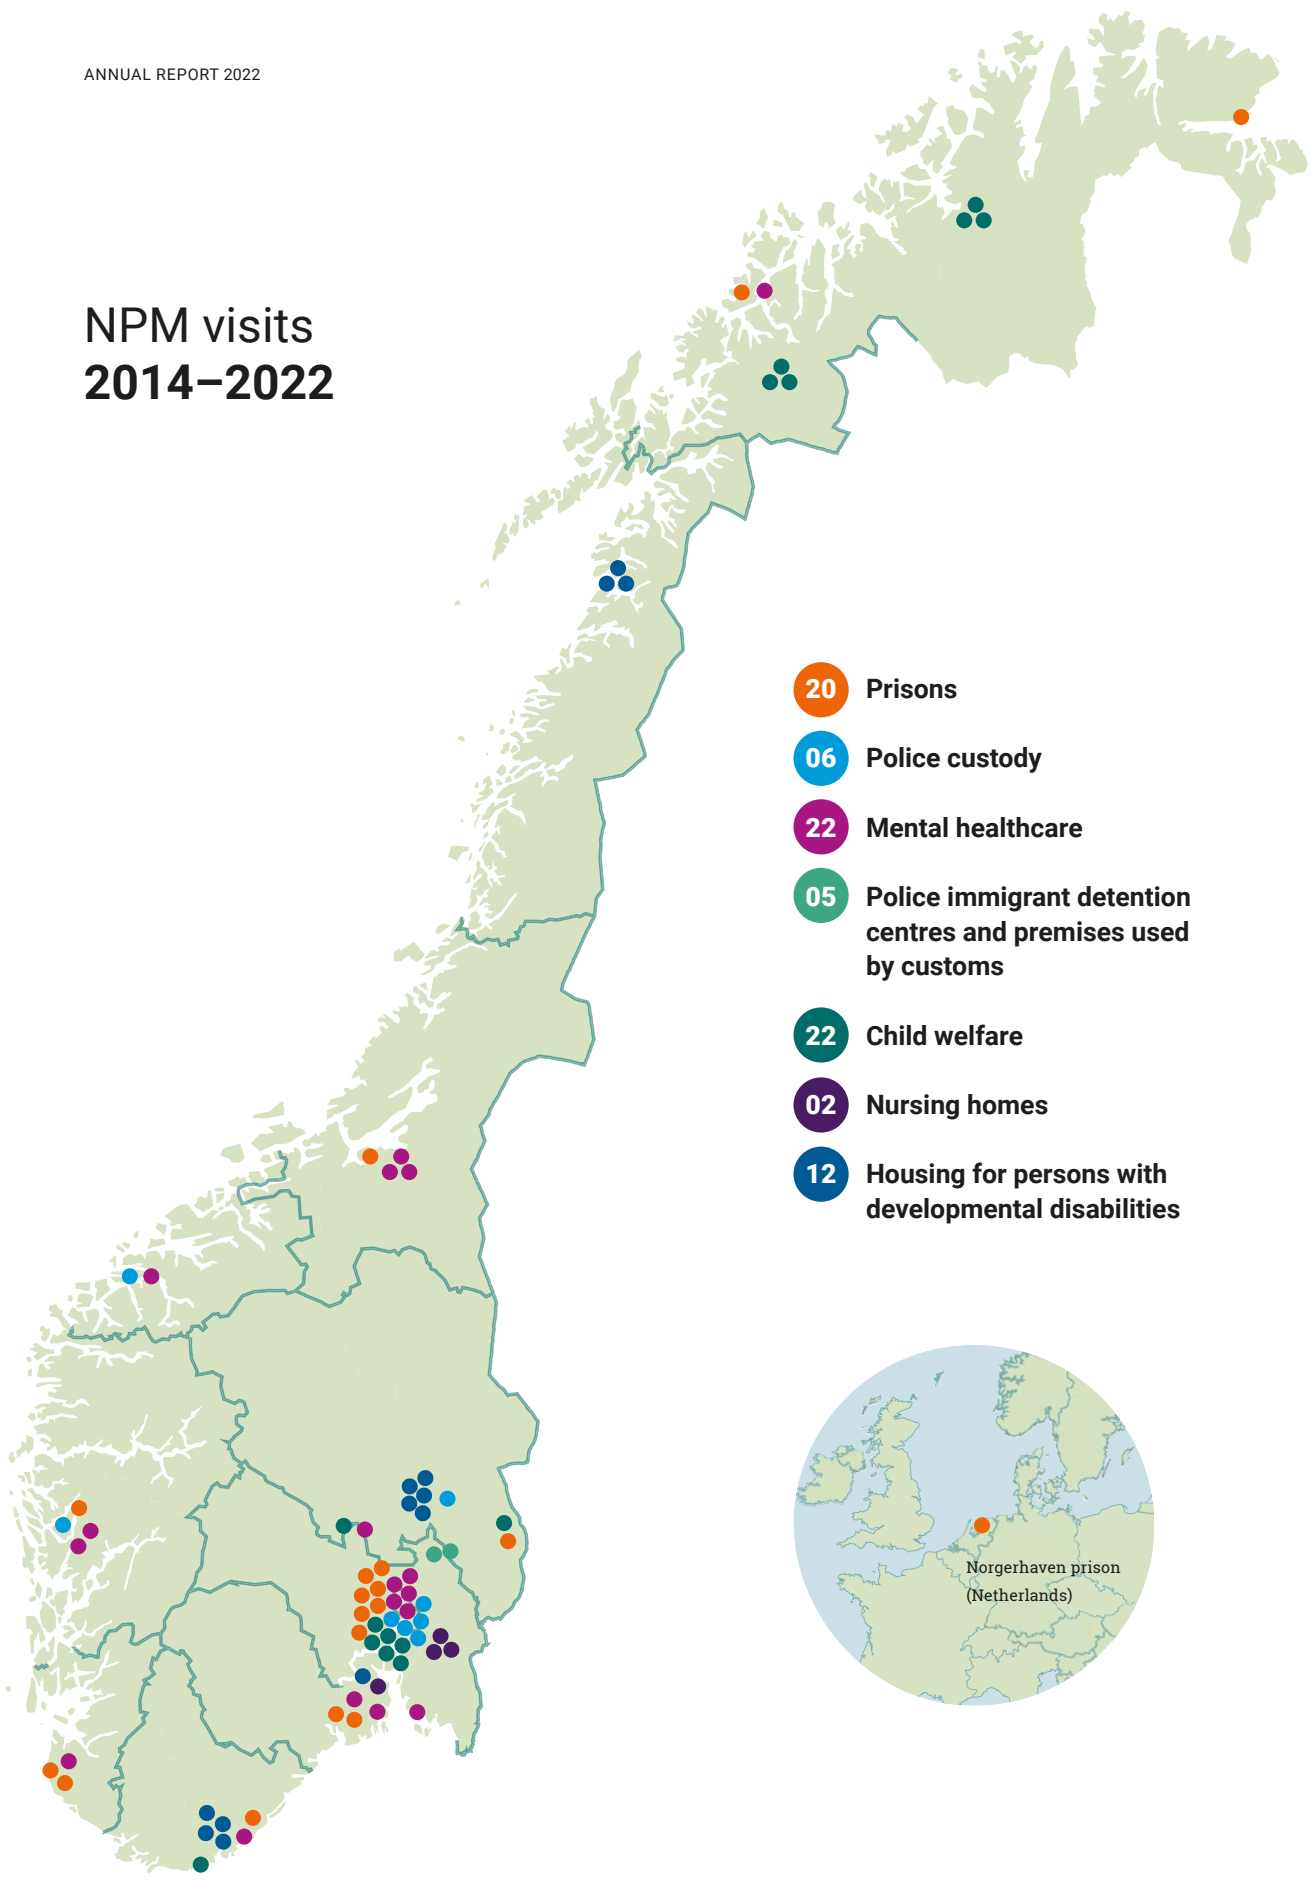 ANNUAL REPORT 2022
NPM visits
2014–2022
20 Prisons
06 Police custody
22 Mental healthcare
05 Police immigrant detention
centres and premises used
by customs
22 Child welfare
02 Nursing homes
12 Housing for persons with
developmental disabilities
Norgerhaven prison
(Netherlands)